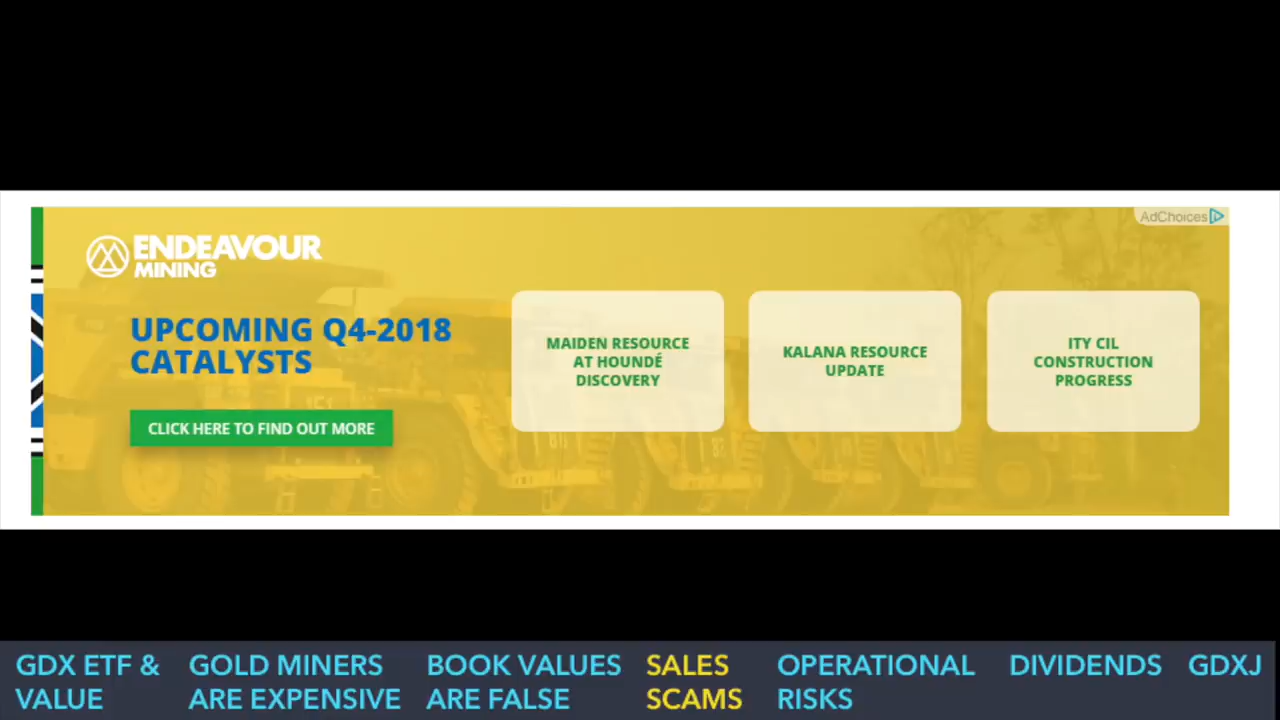 AdChoices
ENDEAVOUR
MINING
UPCOMING Q4-2018
CATALYSTS
CLICK HERE TO FIND OUT MORE
MAIDEN RESOURCE
AT HOUNDÉ
DISCOVERY
KALANA RESOURCE
UPDATE
ITY CIL
CONSTRUCTION
PROGRESS
GDX ETF &
VALUE
GOLD MINERS
ARE EXPENSIVE
BOOK VALUES
ARE FALSE
SALES
SCAMS
OPERATIONAL
RISKS
DIVIDENDS
GDXJ